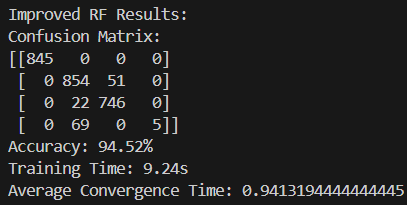 Improved RF Results:
Confusion Matrix:
[[845   0   0   0]
 [  0 854  51   0]
 [  0  22 746   0]
 [  0  69   0   5]]
Accuracy: 94.52%
Training Time: 9.24s
Average Convergence Time: 0.9413194444444445